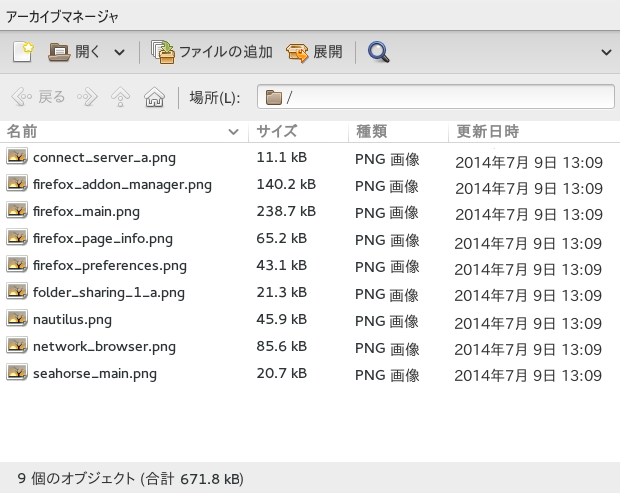 アーカイブマネージャ
開く ファイルの追加 展開
戻る 場所(L): /
名前 サイズ 種類 更新日時
connect_server_a.png 11.1 kB PNG 画像 2014年7月 9日 13:09
firefox_addon_manager.png 140.2 kB PNG 画像 2014年7月 9日 13:09
firefox_main.png 238.7 kB PNG 画像 2014年7月 9日 13:09
firefox_page_info.png 65.2 kB PNG 画像 2014年7月 9日 13:09
firefox_preferences.png 43.1 kB PNG 画像 2014年7月 9日 13:09
folder_sharing_1_a.png 21.3 kB PNG 画像 2014年7月 9日 13:09
nautilus.png 45.9 kB PNG 画像 2014年7月 9日 13:09
network_browser.png 85.6 kB PNG 画像 2014年7月 9日 13:09
seahorse_main.png 20.7 kB PNG 画像 2014年7月 9日 13:09
9 個のオブジェクト (合計 671.8 kB)